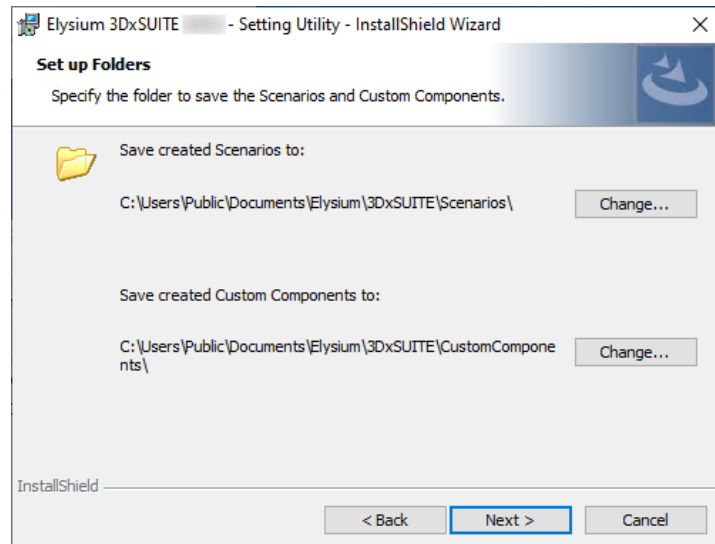 Elysium 3DxSUITE - Setting Utility - InstallShield Wizard
Set up Folders
Specify the folder to save the Scenarios and Custom Components.
Save created Scenarios to:
C:\Users\Public\Documents\Elysium\3DxSUITE\Scenarios\
Change...
Save created Custom Components to:
C:\Users\Public\Documents\Elysium\3DxSUITE\CustomCompone
nts\
Change...
InstallShield
< Back
Next >
Cancel